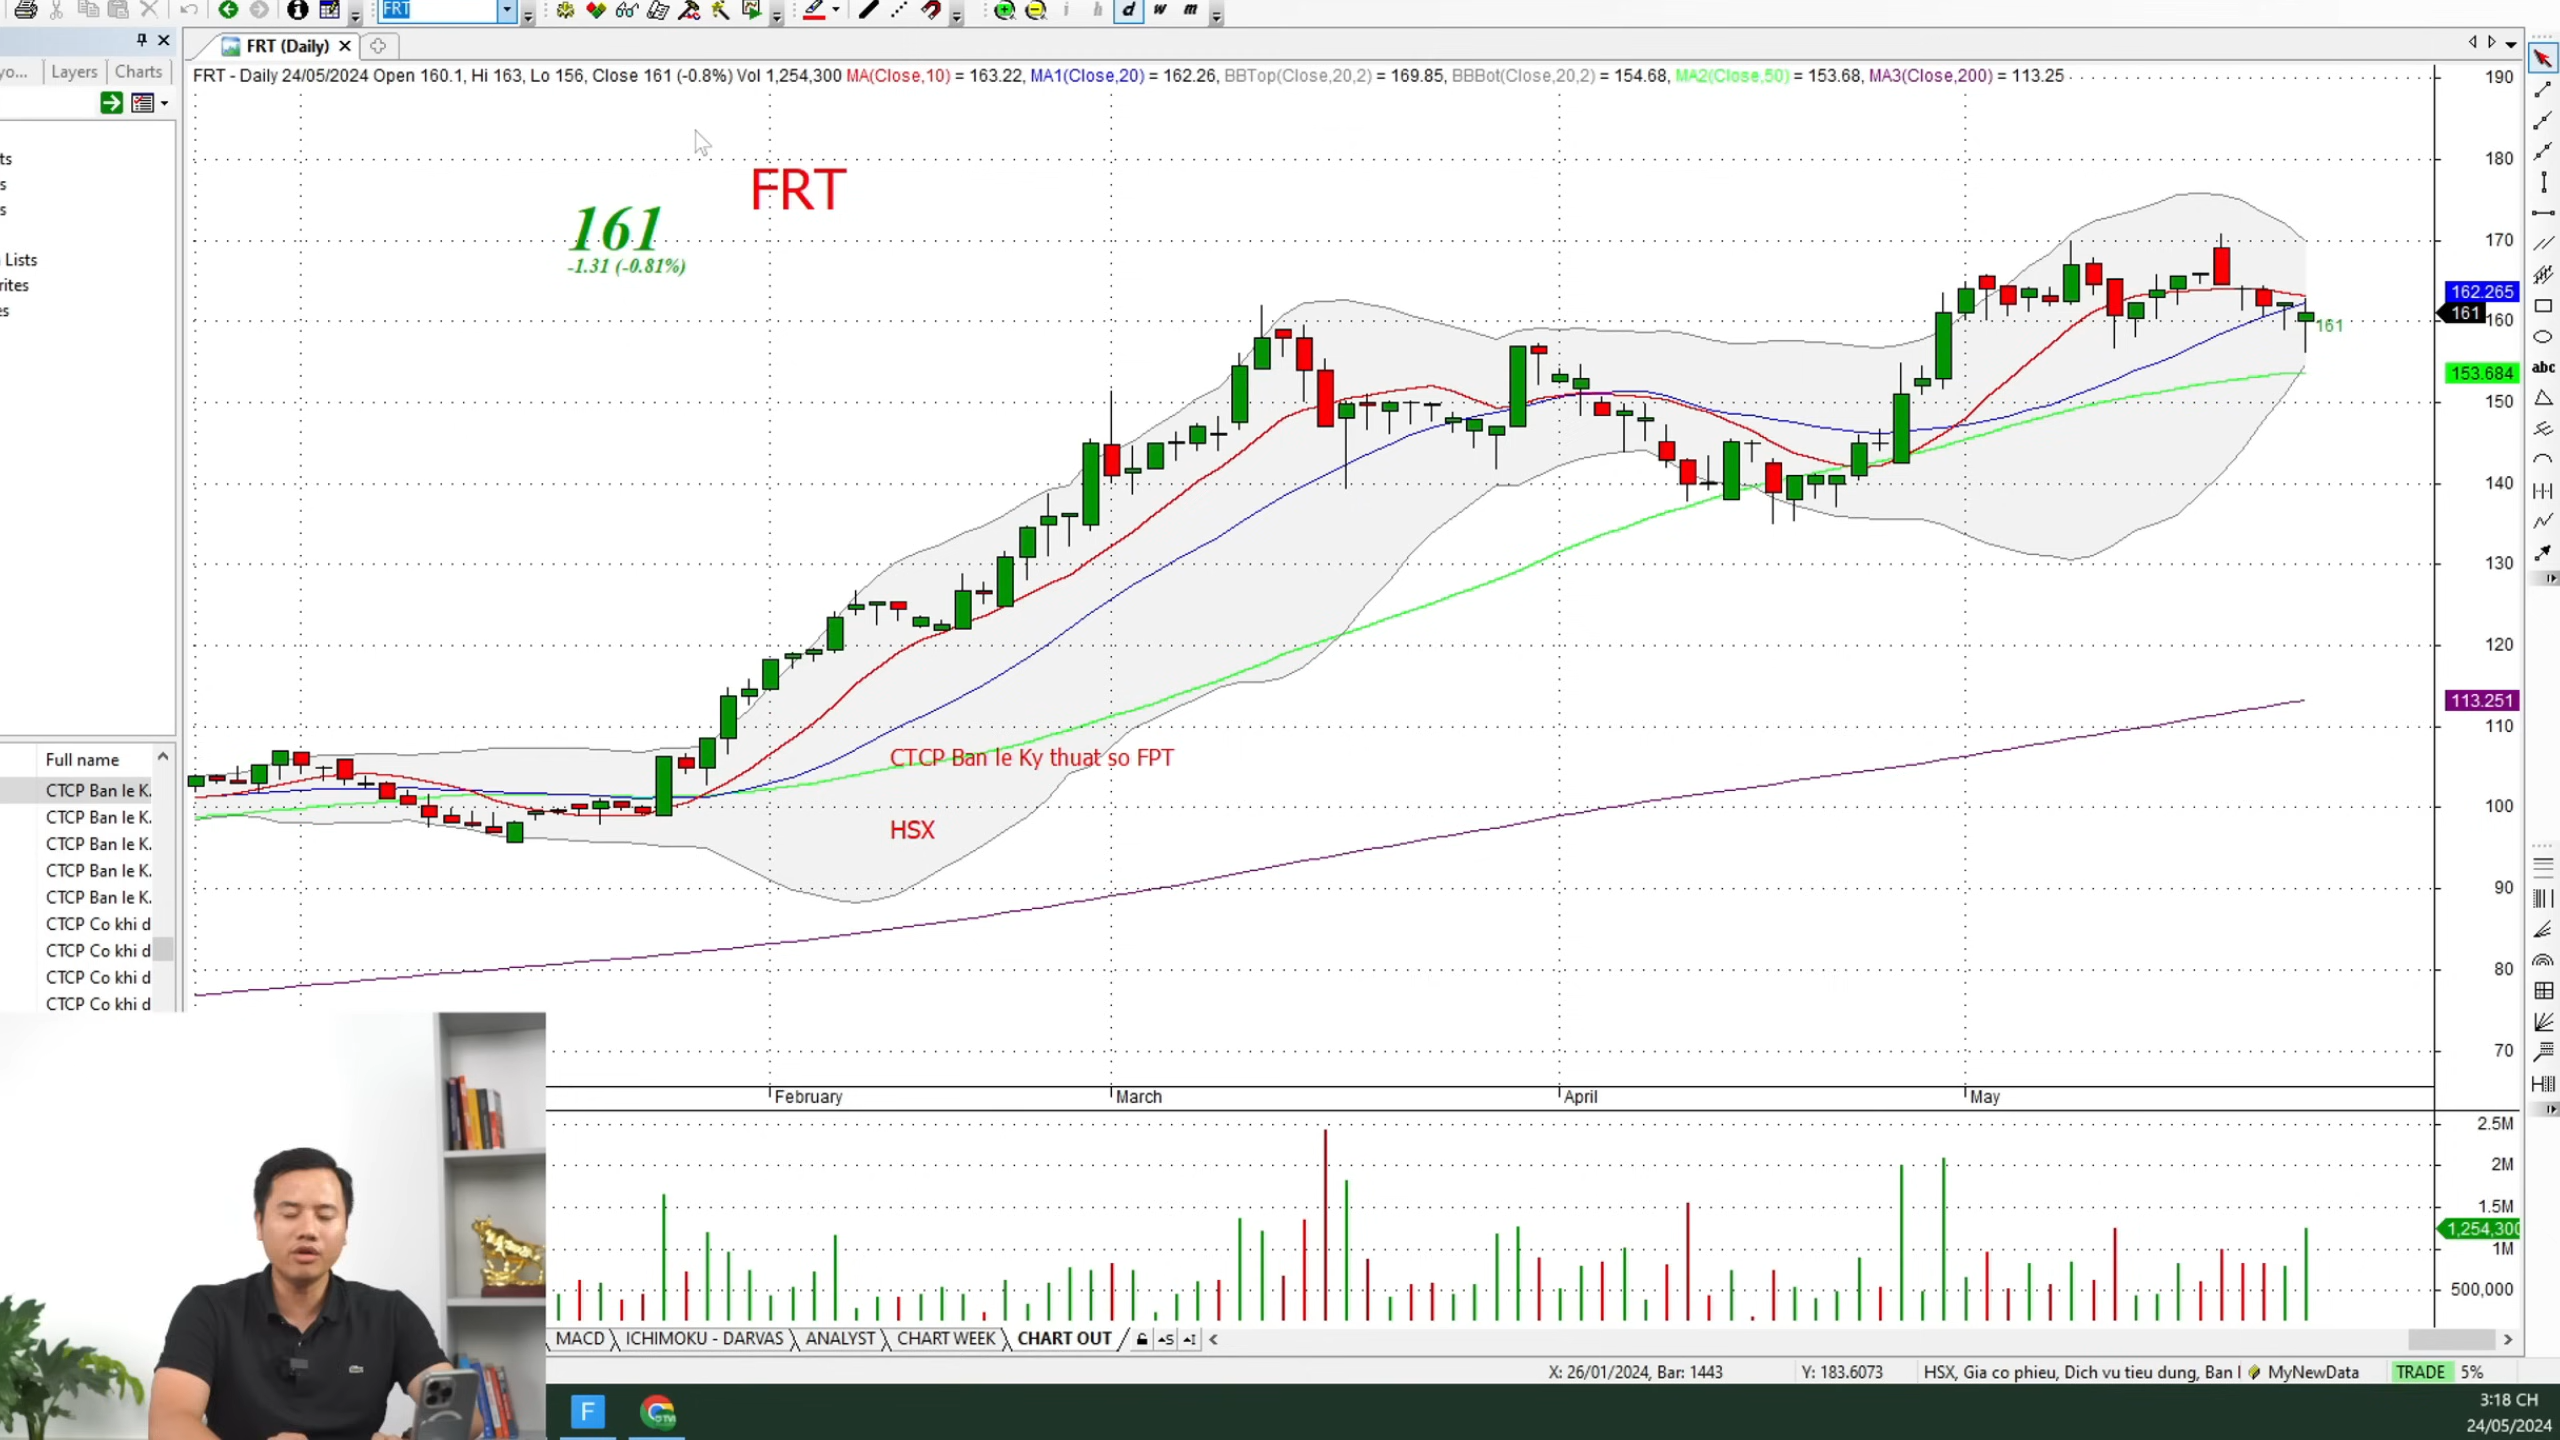 FRT
d w m
FRT (Daily)
yo... Layers Charts
FRT - Daily 24/05/2024 Open 160.1, Hi 163, Lo 156, Close 161 (-0.8%) Vol 1,254,300 MA(Close,10) = 163.22, MA1(Close,20) = 162.26, BBTop(Close,20,2) = 169.85, BBBot(Close,20,2) = 154.68, MA2(Close,50) = 153.68, MA3(Close,200) = 113.25
190
180
FRT
161
-1.31 (-0.81%)
ts
s
s
Lists
rites
es
170
162.265
161
160
161
153.684
abc
150
140
130
120
113.251
110
CTCP Ban le Ky thuat so FPT
Full name
CTCP Ban le K.
CTCP Ban le K.
CTCP Ban le K.
CTCP Ban le K.
CTCP Ban le K.
CTCP Co khi d
CTCP Co khi d
CTCP Co khi d
CTCP Co khi d
100
HSX
90
80
70
February March April May
2.5M
2M
1.5M
1,254,300
1M
500,000
MACD ICHIMOKU - DARVAS ANALYST CHART WEEK CHART OUT
X: 26/01/2024, Bar: 1443 Y: 183.6073 HSX, Gia co phieu, Dich vu tieu dung, Ban l MyNewData TRADE 5%
F
3:18 CH
24/05/2024